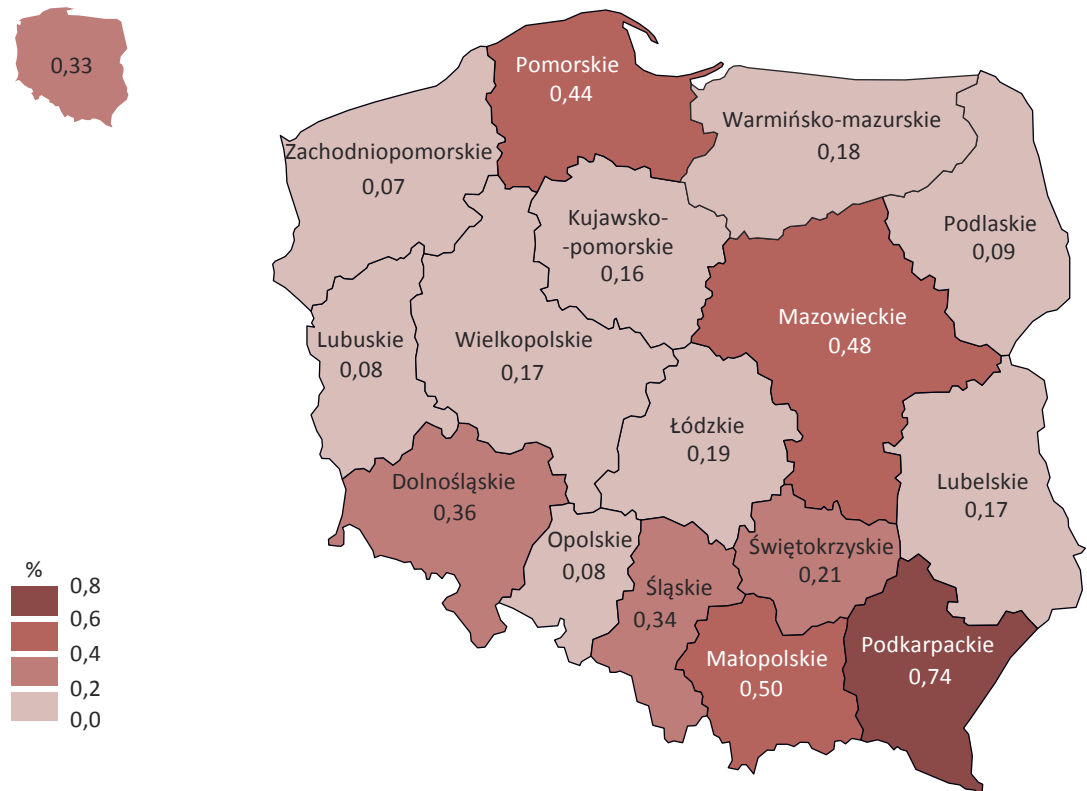 0,33
Pomorskie
0,44
Warmińsko-mazurskie
0,18
Zachodniopomorskie
0,07
Podlaskie
0,09
Kujawsko-
-pomorskie
0,16
Mazowieckie
0,48
Lubuskie
0,08
Wielkopolskie
0,17
Łódzkie
0,19
Lubelskie
0,17
Dolnośląskie
0,36
Opolskie
0,08
Świętokrzyskie
0,21
Śląskie
0,34
Małopolskie
0,50
Podkarpackie
0,74
%
0,8
0,6
0,4
0,2
0,0